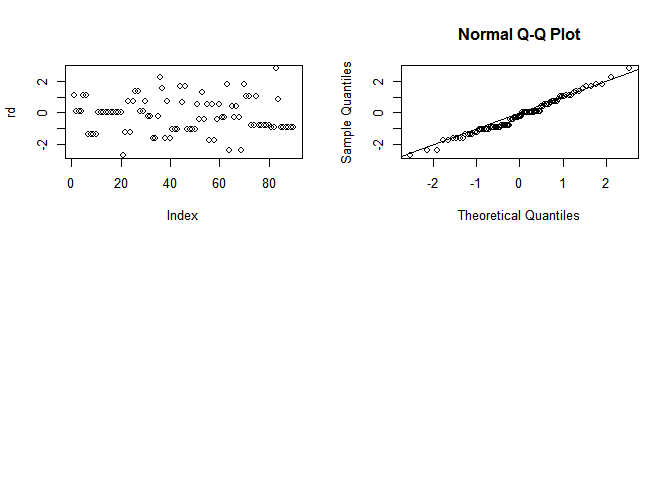 Normal Q-Q Plot
rd
2
0
-2
0 20 40 60 80
Index
Sample Quantiles
2
0
-2
-2 -1 0 1 2
Theoretical Quantiles